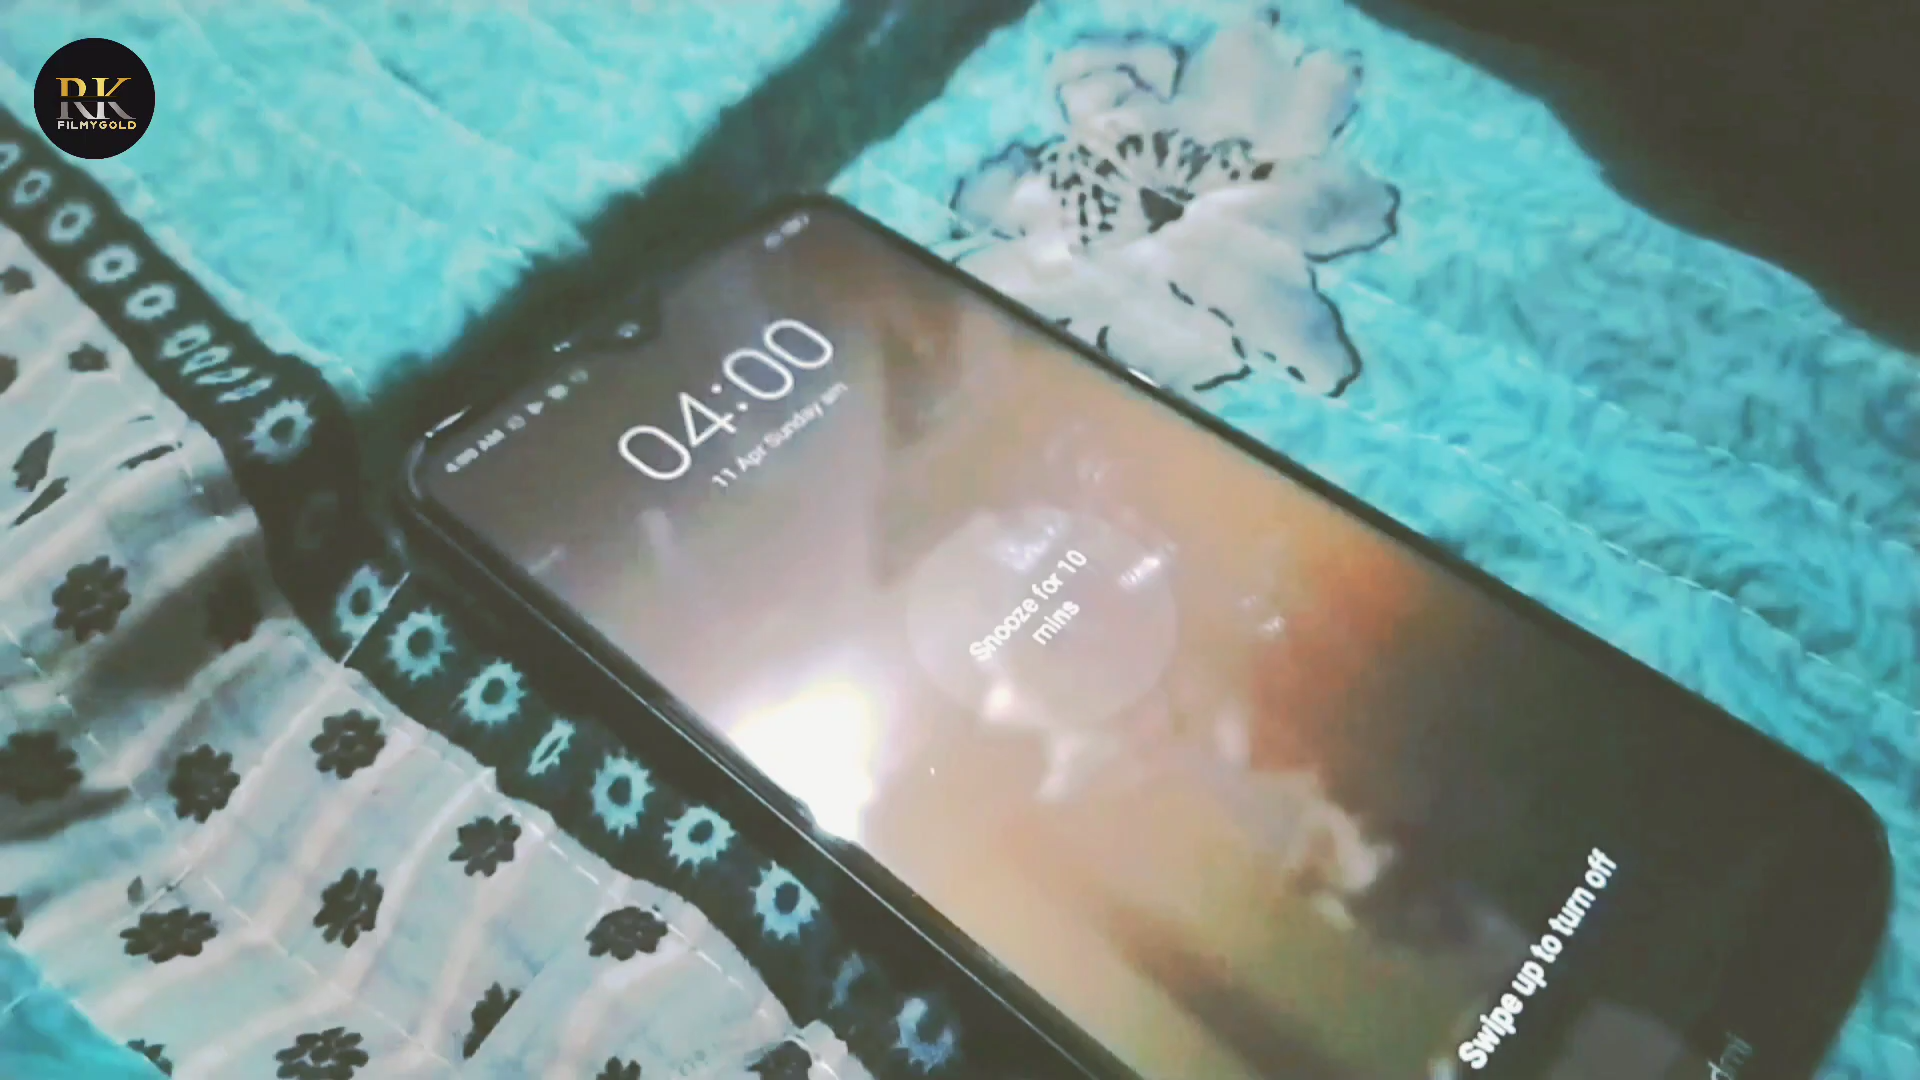 RK
FILMYGOLD
04:00
11 Apr Sunday
Snooze for 10
mins
Swipe up to turn off